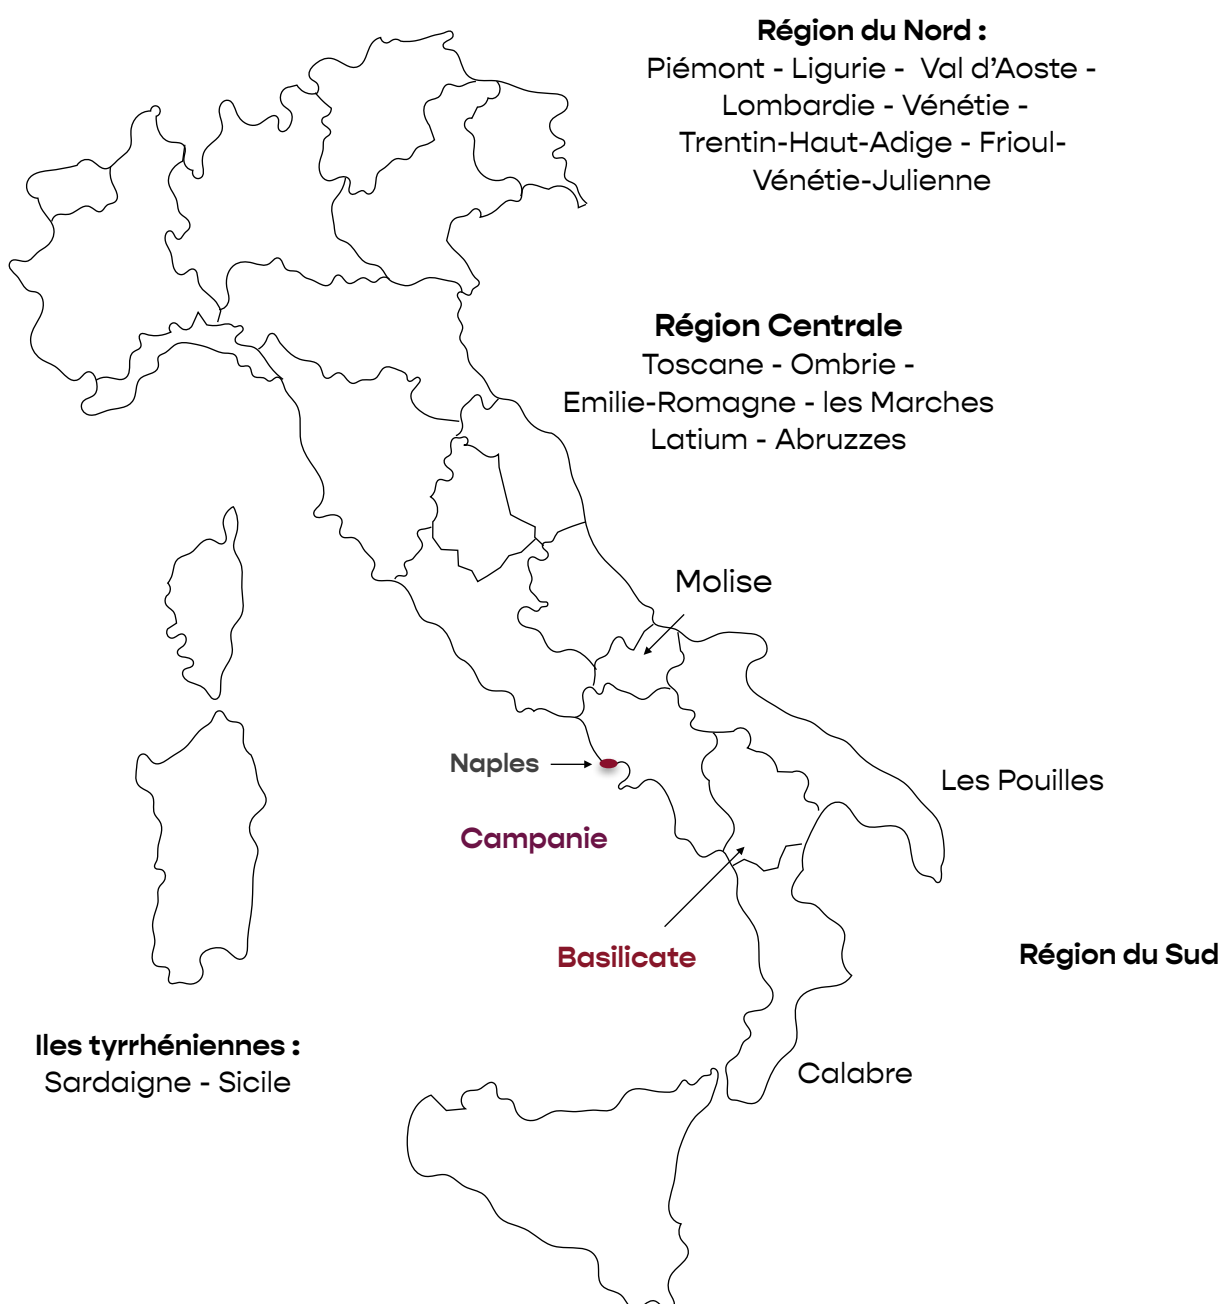 Région du Nord :
Piémont - Ligurie -  Val d’Aoste -
Lombardie - Vénétie -
Trentin-Haut-Adige - Frioul-
Vénétie-Julienne
Région Centrale
Toscane - Ombrie -
Emilie-Romagne - les Marches
Latium - Abruzzes
Molise
Naples
Les Pouilles
Campanie
Basilicate
Région du Sud
Iles tyrrhéniennes :
Sardaigne - Sicile
Calabre